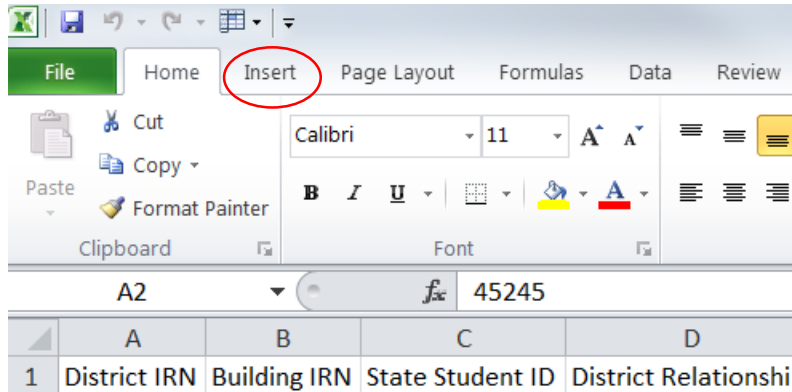 File Home Insert Page Layout Formulas Data Review
Cut
Calibri 11 A A
Copy
Paste
B I U A
Format Painter
Clipboard Font
A2 fx 45245
A B C D
1 District IRN Building IRN State Student ID District Relationshi